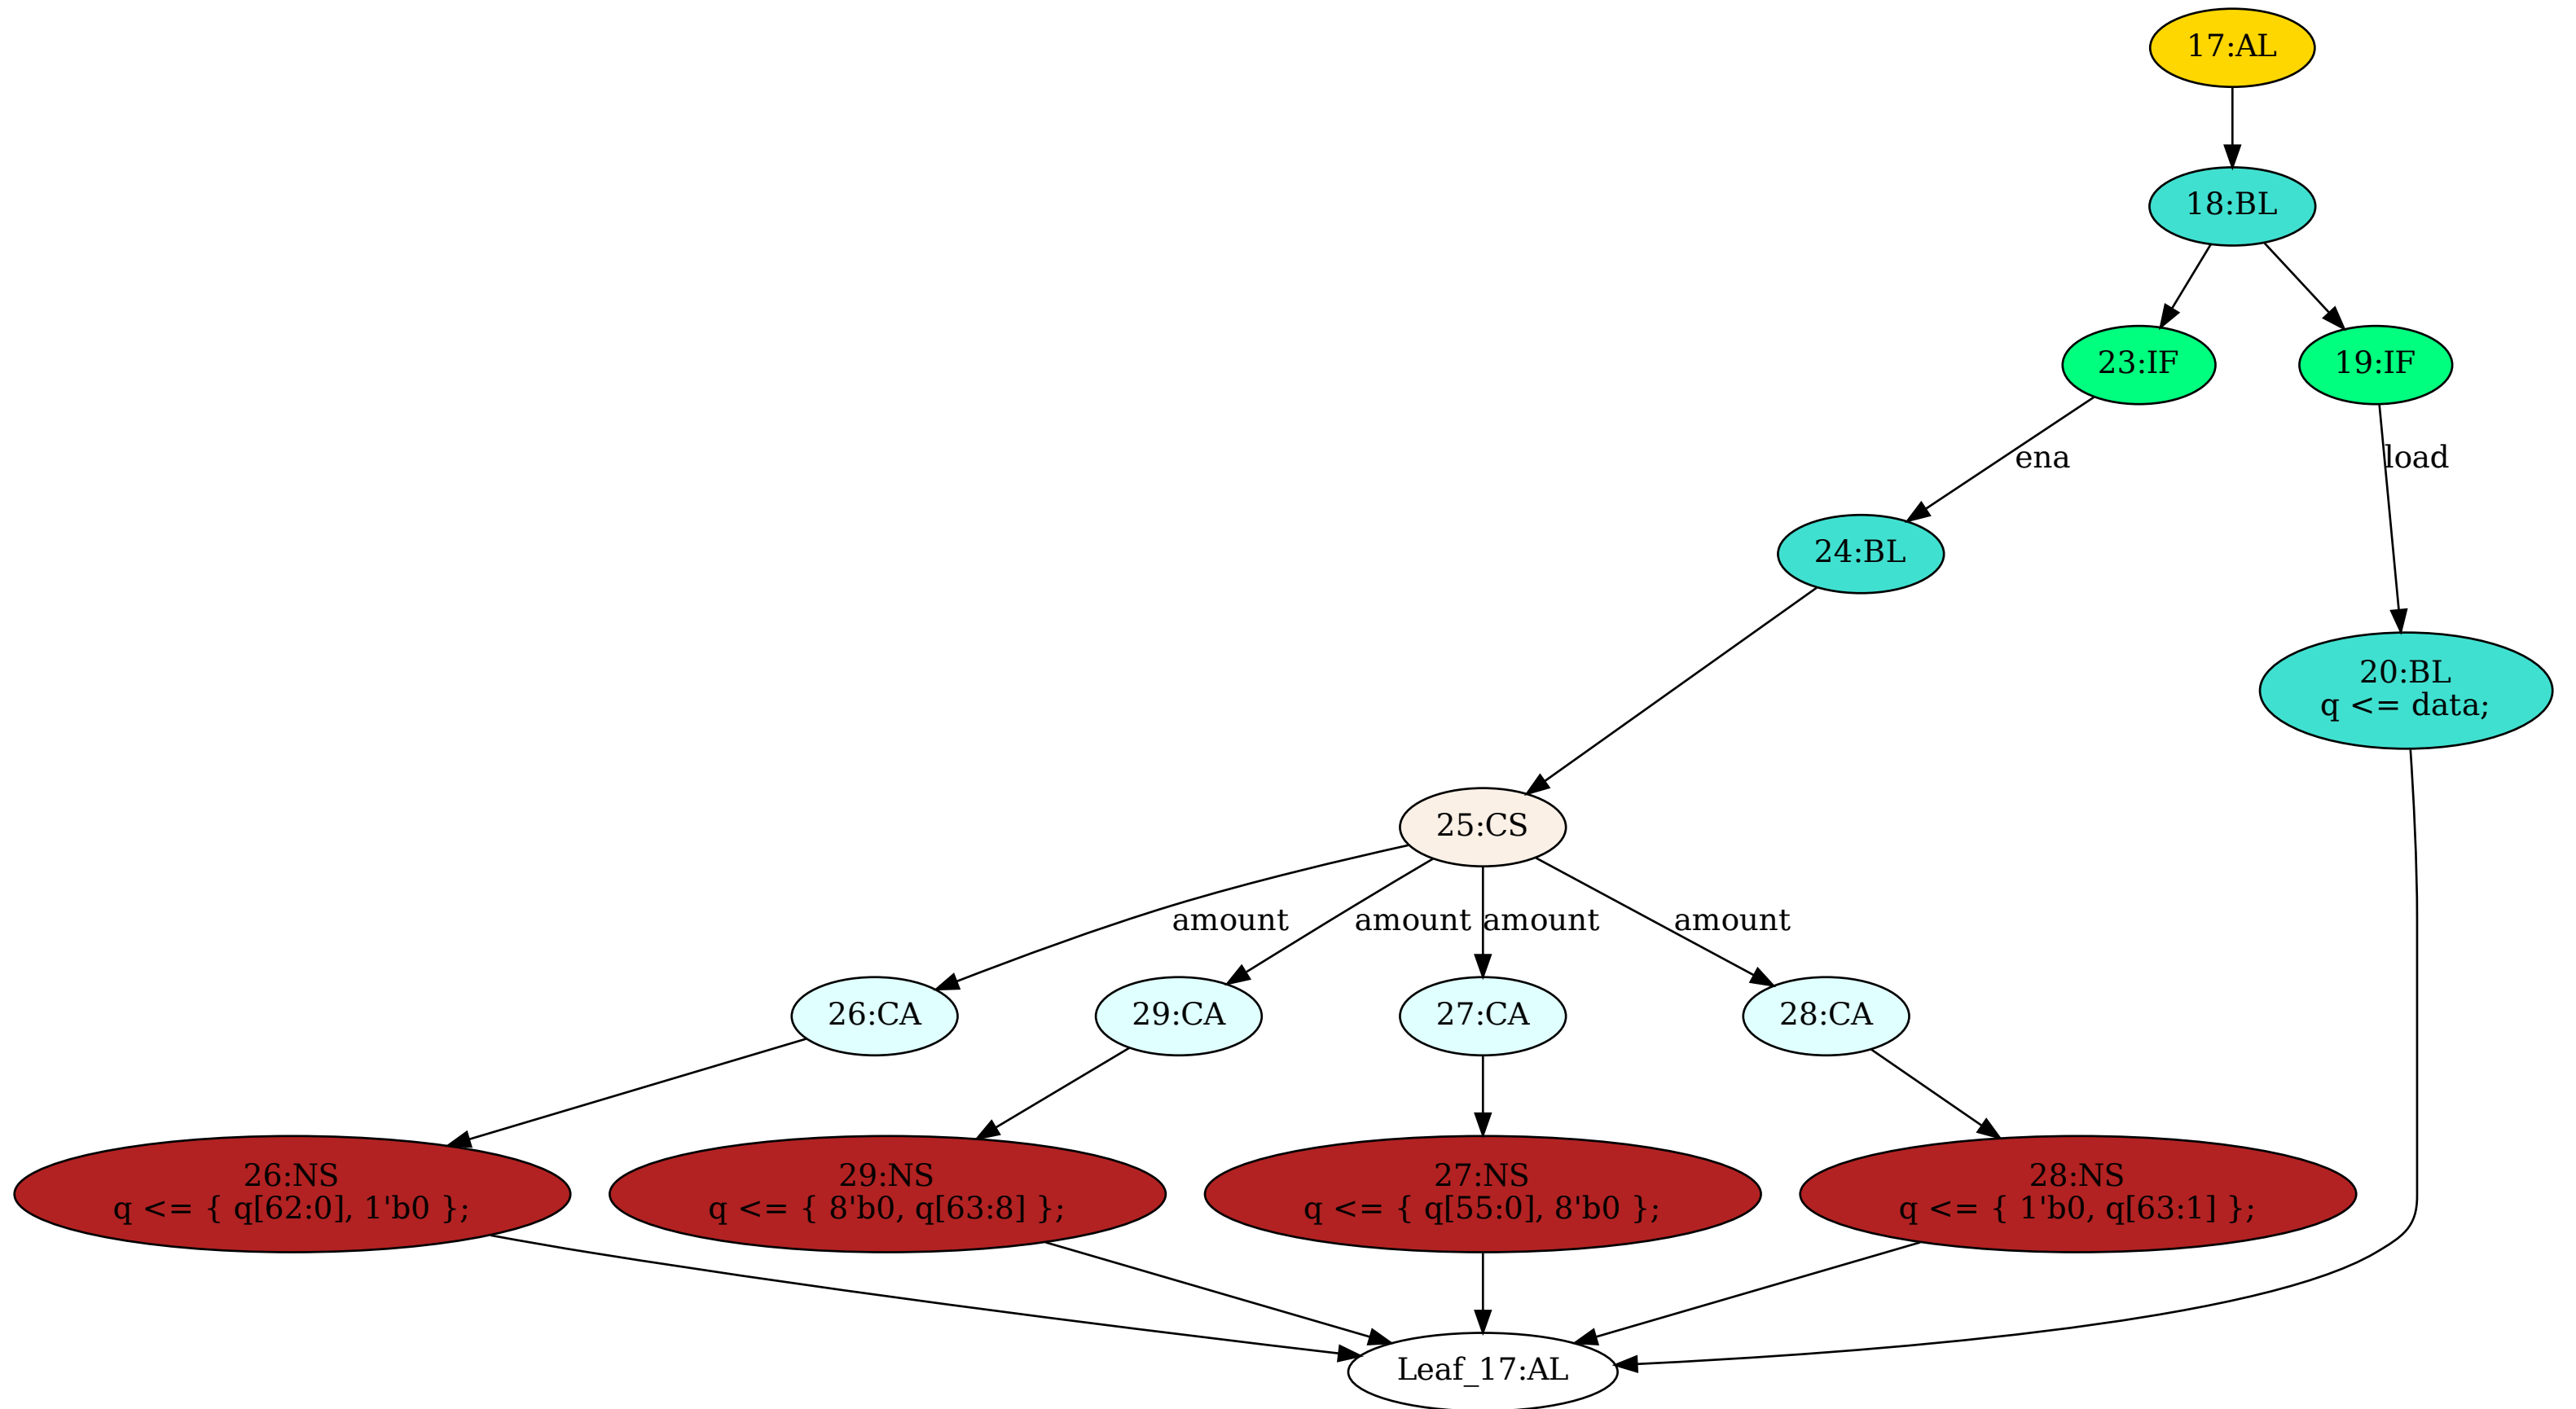 17:AL
18:BL
23:IF
19:IF
ena
load
24:BL
20:BL
q <= data;
25:CS
amount
amount
amount
amount
26:CA
29:CA
27:CA
28:CA
26:NS
q <= { q[62:0], 1'b0 };
29:NS
q <= { 8'b0, q[63:8] };
27:NS
q <= { q[55:0], 8'b0 };
28:NS
q <= { 1'b0, q[63:1] };
Leaf_17:AL